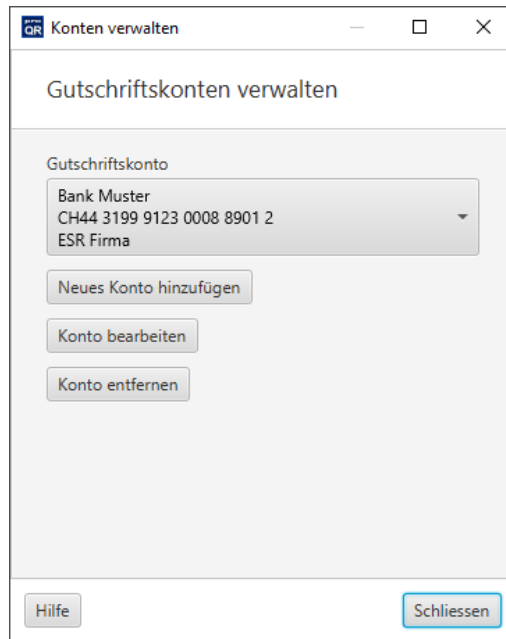 QR Konten verwalten
Gutschriftskonten verwalten
Gutschriftskonto
Bank Muster
CH44 3199 9123 0008 8901 2
ESR Firma
Neues Konto hinzufügen
Konto bearbeiten
Konto entfernen
Hilfe
Schliessen